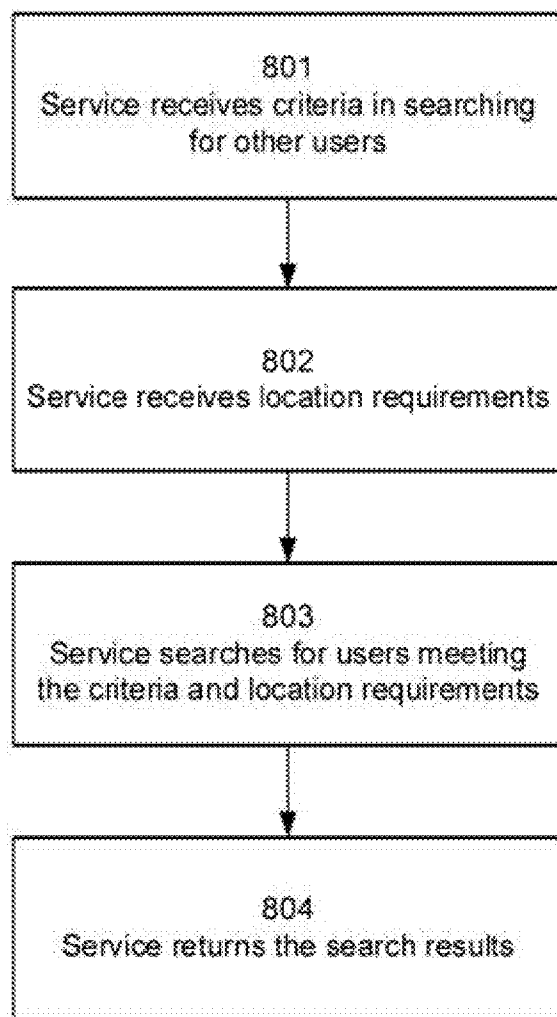 801
Service receives criteria in searching
for other users
802
Service receives location requirements
803
Service searches for users meeting
the criteria and location requirements
804
Service returns the search results